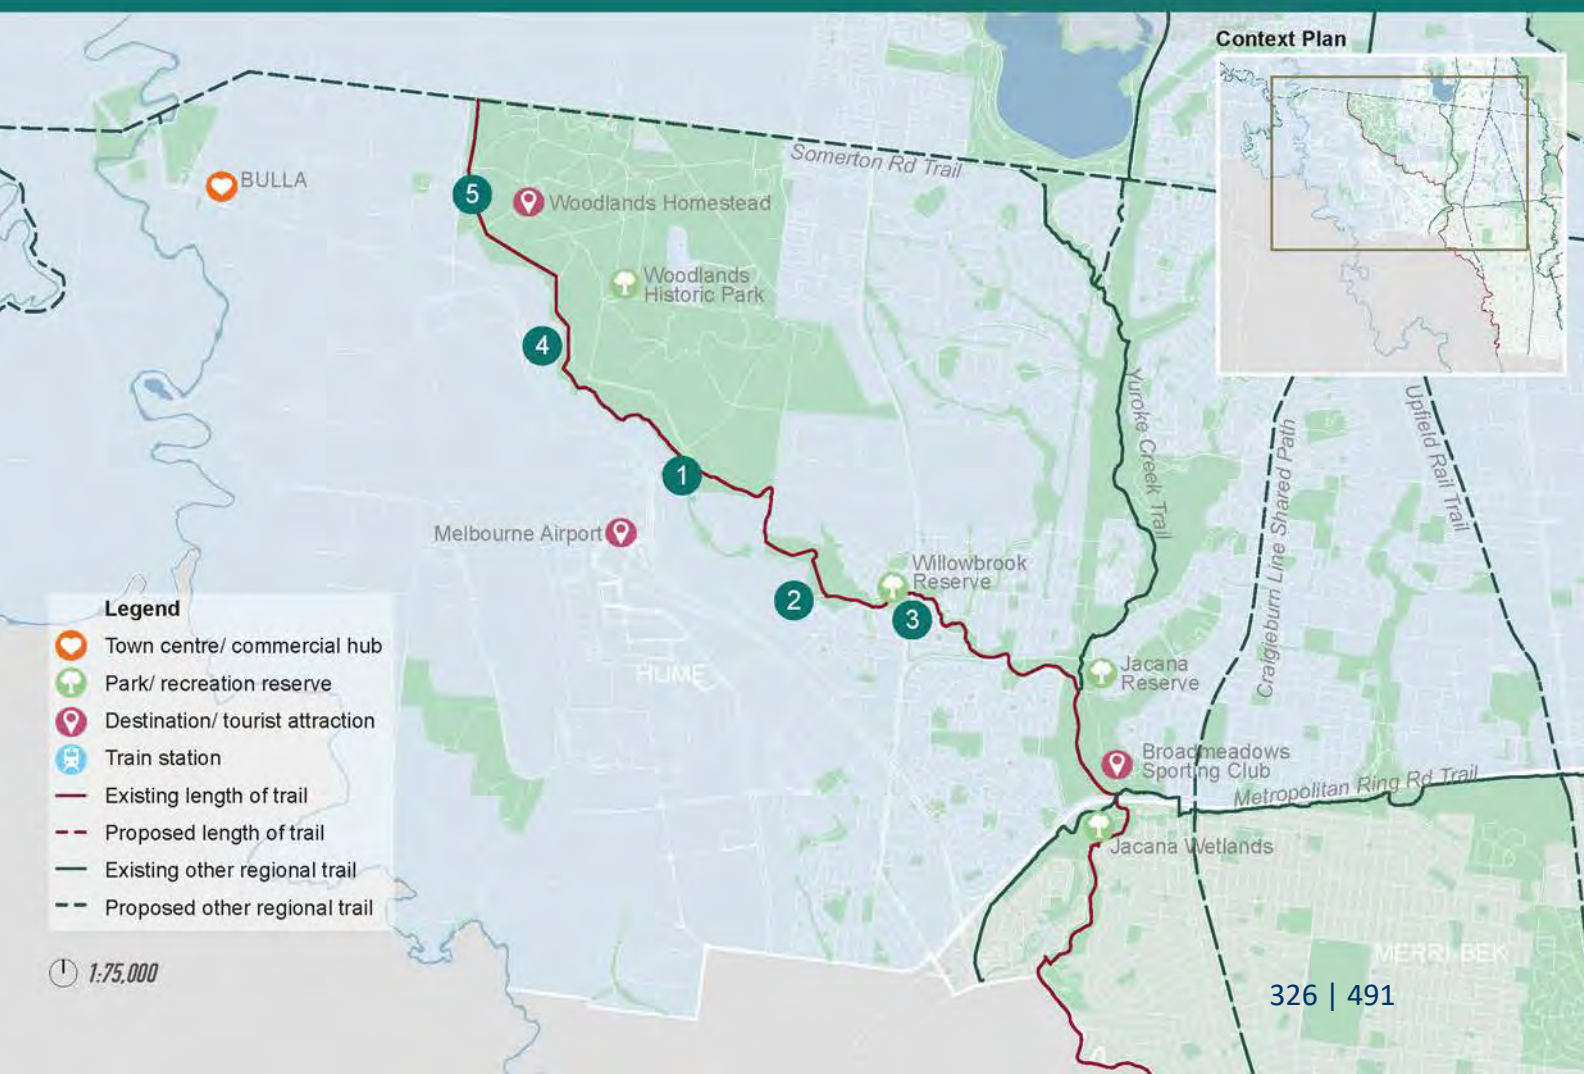 Context Plan
Somerton Rd Trail
BULLA
5
Woodlands Homestead
Woodlands
Historic Park
4
Yuroke Creek Trail
Craigieburn Line Shared Path
Upfield Rail Trail
1
Melbourne Airport
Willowbrook
Reserve
2
3
HUME
Jacana
Reserve
Broadmeadows
Sporting Club
Metropolitan Ring Rd Trail
Jacana Wetlands
MERRI-BEK
Legend
Town centre/ commercial hub
Park/ recreation reserve
Destination/ tourist attraction
Train station
Existing length of trail
Proposed length of trail
Existing other regional trail
Proposed other regional trail
1:75,000
326 | 491